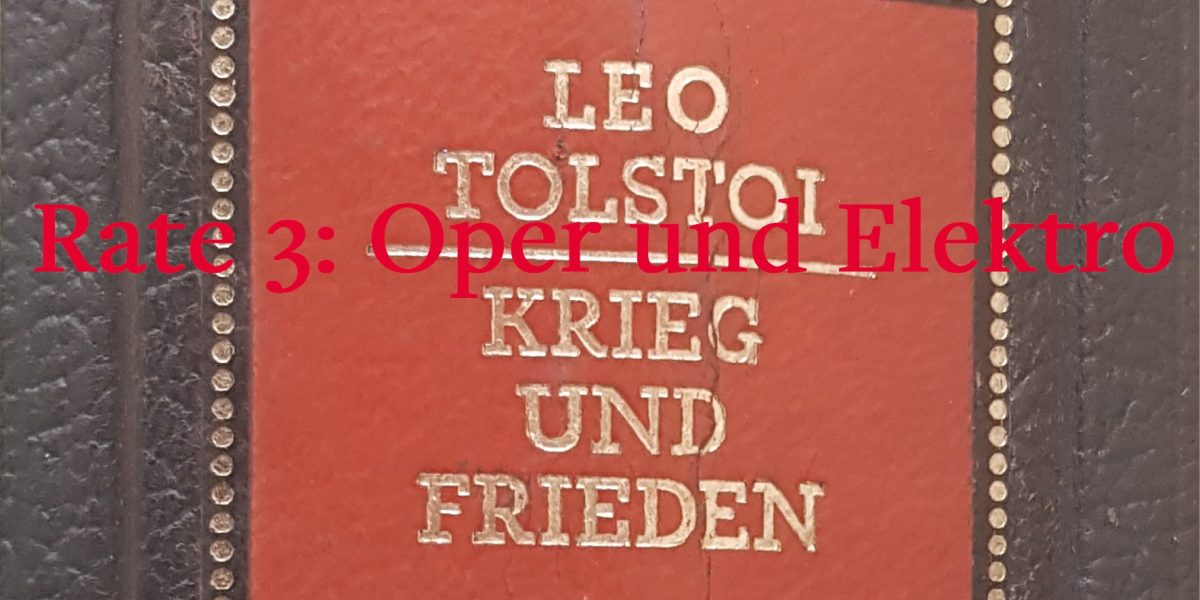 LEO
TOLSTOI
Rate 3: Oper und Elektro
KRIEG
UND
FRIEDEN